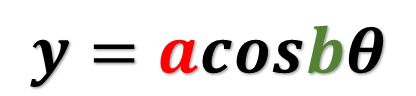 y = acosbθ